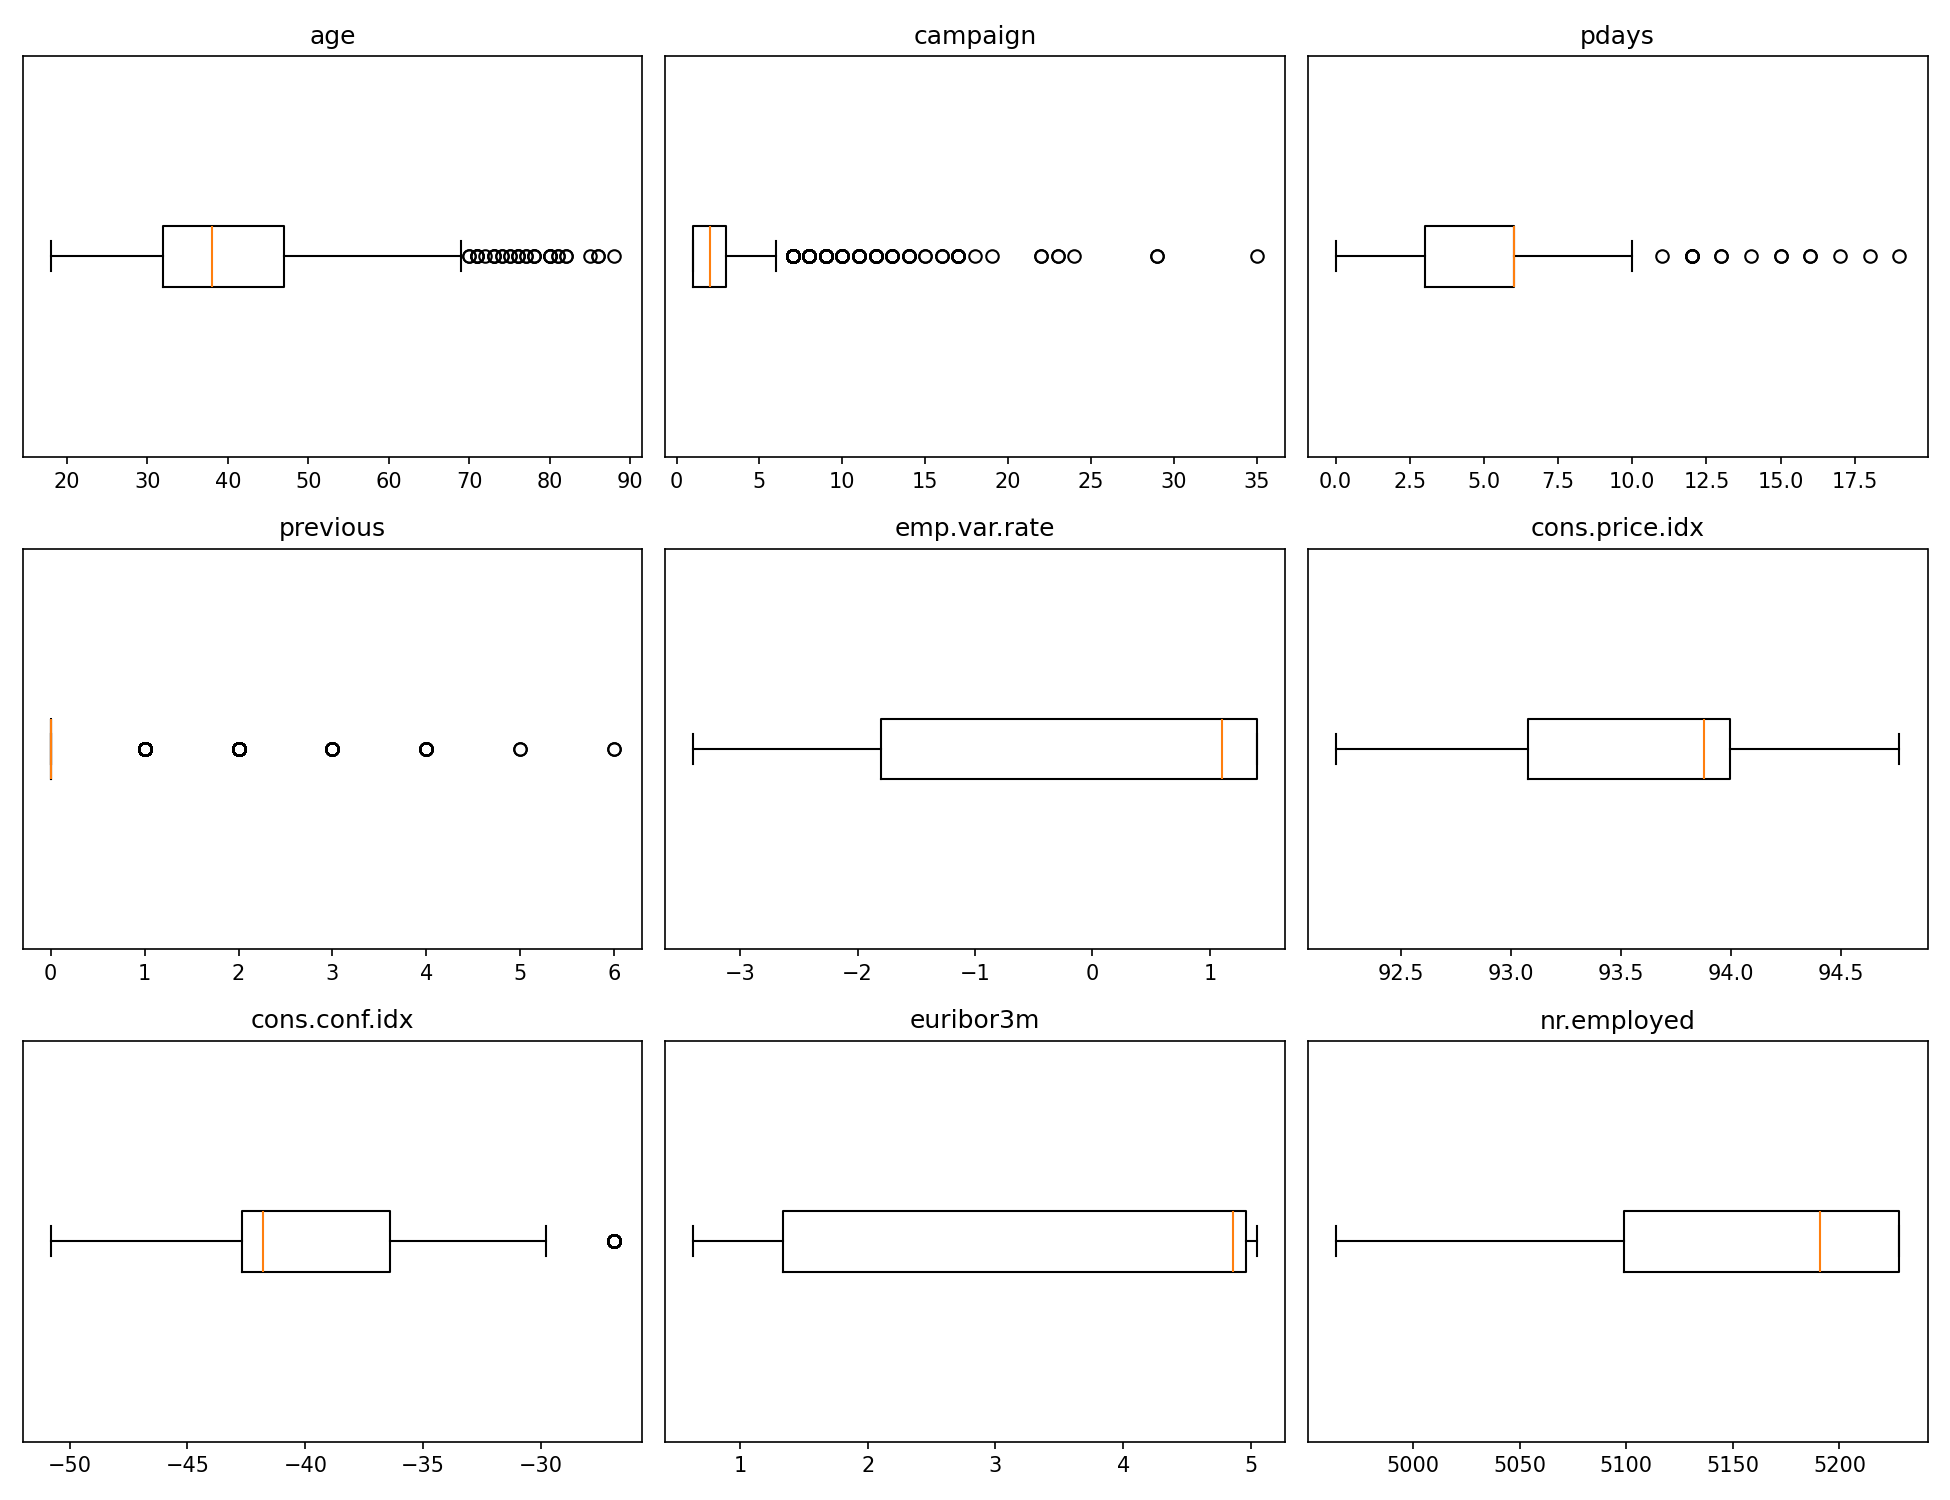 age campaign pdays
20 30 40 50 60 70 80 90 0 5 10 15 20 25 30 35 0.0 2.5 5.0 7.5 10.0 12.5 15.0 17.5
previous emp.var.rate cons.price.idx
0 1 2 3 4 5 6 −3 −2 −1 0 1 92.5 93.0 93.5 94.0 94.5
cons.conf.idx euribor3m nr.employed
−50 −45 −40 −35 −30 1 2 3 4 5 5000 5050 5100 5150 5200